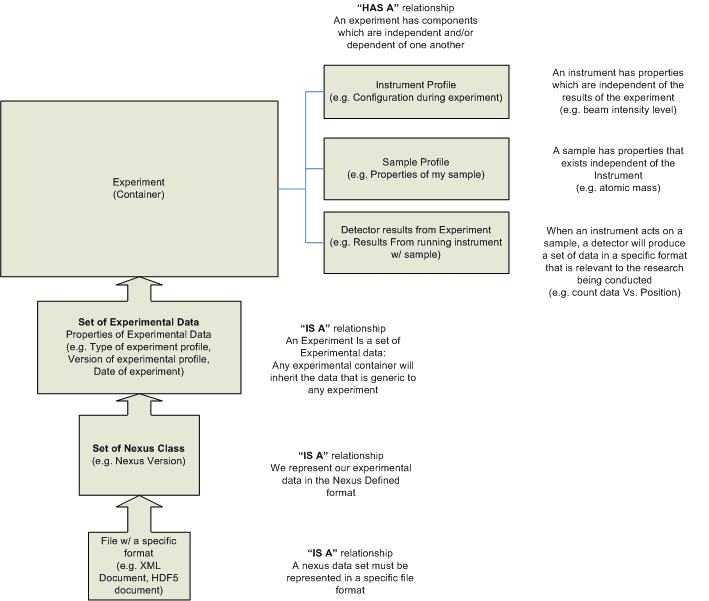 “HAS A” relationship
An experiment has components
which are independent and/or
dependent of one another
Instrument Profile
(e.g. Configuration during experiment)
An instrument has properties
which are independent of the
results of the experiment
(e.g. beam intensity level)
Experiment
(Container)
Sample Profile
(e.g. Properties of my sample)
A sample has properties that
exists independent of the
Instrument
(e.g. atomic mass)
Detector results from Experiment
(e.g. Results From running instrument
w/ sample)
When an instrument acts on a
sample, a detector will produce
a set of data in a specific format
that is relevant to the research
being conducted
(e.g. count data Vs. Position)
Set of Experimental Data
Properties of Experimental Data
(e.g. Type of experiment profile,
Version of experimental profile,
Date of experiment)
“IS A” relationship
An Experiment Is a set of
Experimental data:
Any experimental container will
inherit the data that is generic to
any experiment
Set of Nexus Class
(e.g. Nexus Version)
“IS A” relationship
We represent our experimental
data in the Nexus Defined
format
File w/ a specific
format
(e.g. XML
Document, HDF5
document)
“IS A” relationship
A nexus data set must be
represented in a specific file
format